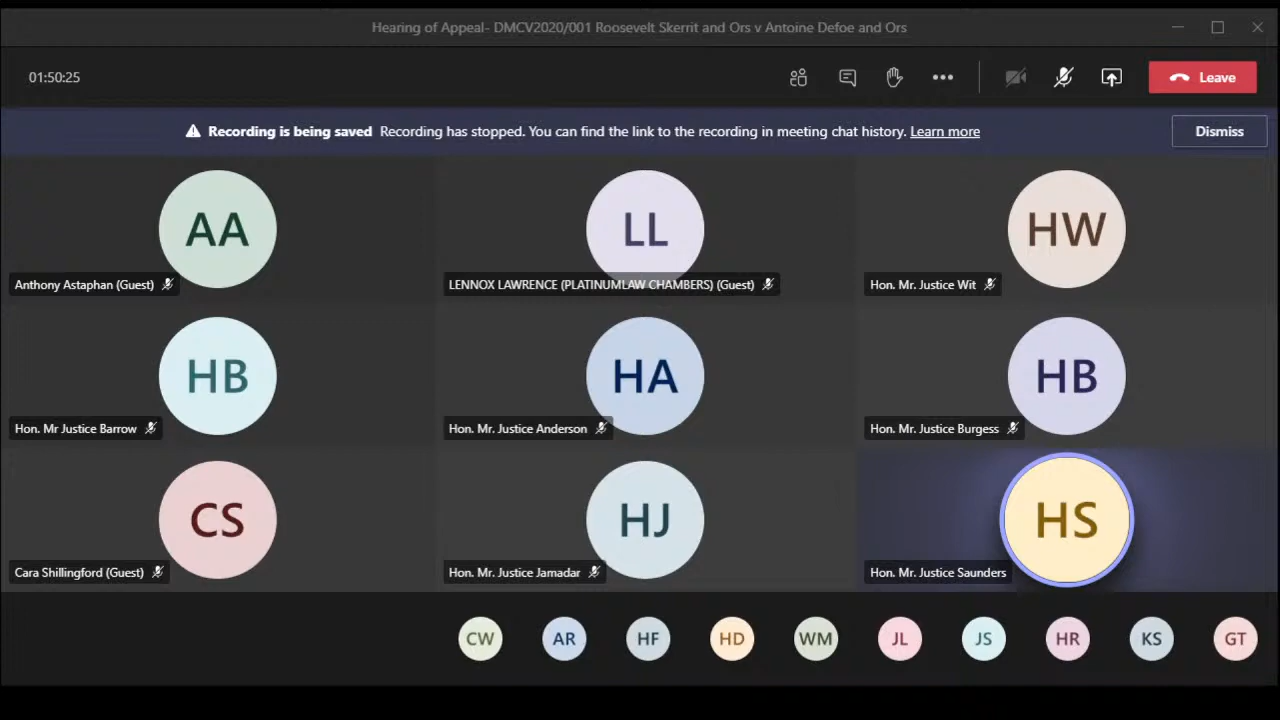 Hearing of Appeal- DMCV2020/001 Roosevelt Skerrit and Ors v Antoine Defoe and Ors
01:50:25
Leave
Recording is being saved Recording has stopped. You can find the link to the recording in meeting chat history. Learn more
Dismiss
AA
LL
HW
Anthony Astaphan (Guest)
LENNOX LAWRENCE (PLATINUMLAW CHAMBERS) (Guest)
Hon. Mr. Justice Wit
HB
HA
HB
Hon. Mr Justice Barrow
Hon. Mr. Justice Anderson
Hon. Mr. Justice Burgess
CS
HJ
HS
Cara Shillingford (Guest)
Hon. Mr. Justice Jamadar
Hon. Mr. Justice Saunders
CW
AR
HF
HD
WM
JL
JS
HR
KS
GT